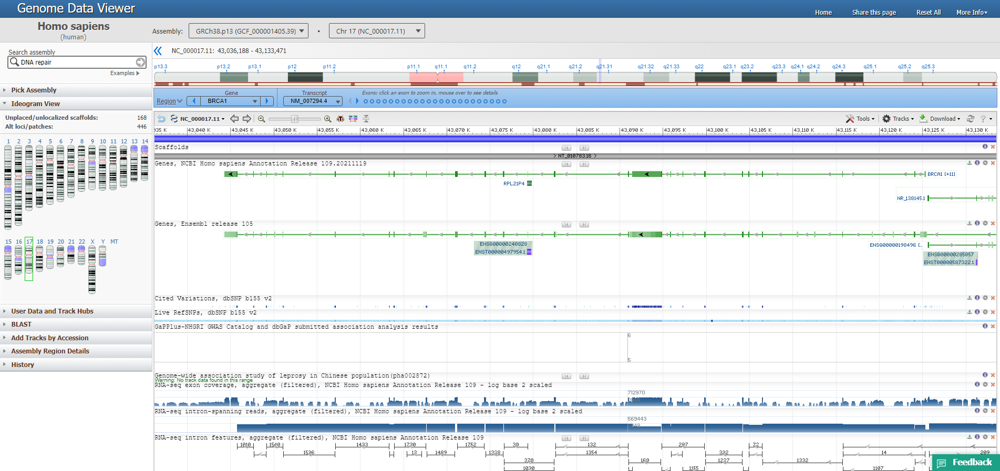 Genome Data Viewer
Home Share this page Reset All More Info
Homo sapiens
(human)
Assembly: GRCh38.p13 (GCF_000001405.39) · Chr 17 (NC_000017.11)
Search assembly
DNA repair
Examples
Pick Assembly
Ideogram View
Unplaced/unlocalized scaffolds: 168
Alt loci/patches: 446
1 2 3 4 5 6 7 8 9 10 11 12 13 14
15 16 17 18 19 20 21 22 X Y MT
User Data and Track Hubs
BLAST
Add Tracks by Accession
Assembly Region Details
History
NC_000017.11: 43,036,188 - 43,133,471
p13.3 p13.2 p13.1 p12 p11.2 p11.1 q11.1 q11.2 q12 q21.1 q21.2 q21.31 q21.32 q21.33 q22 q23.1 q23.2 q23.3 q24.1 q24.2 q24.3 q25.1 q25.2 q25.3
Gene Transcript Exons: click an exon to zoom in, mouse over to see details
Region BRCA1 NM_007294.4
NC_000017.11 Tools Tracks Download ?
035 K 43,040 K 43,045 K 43,050 K 43,055 K 43,060 K 43,065 K 43,070 K 43,075 K 43,080 K 43,085 K 43,090 K 43,095 K 43,100 K 43,105 K 43,110 K 43,115 K 43,120 K 43,125 K 43,130 K
Scaffolds
NT_010783.16
Genes, NCBI Homo sapiens Annotation Release 109.20211119
BRCA1 [+11]
RPL21P4
NR_138145.1
Genes, Ensembl release 105
ENSG00000240828
ENST00000497954.1
ENSG00000198496 [...
ENSG00000285057
ENST00000587322.1
Cited Variations, dbSNP b155 v2
Live RefSNPs, dbSNP b155 v2
GaPPlus-NHGRI GWAS Catalog and dbGaP submitted association analysis results
6
5
Genome-wide association study of leprosy in Chinese population(pha002872)
Warning: No track data found in this range
RNA-seq exon coverage, aggregate (filtered), NCBI Homo sapiens Annotation Release 109 - log base 2 scaled
712970
RNA-seq intron-spanning reads, aggregate (filtered), NCBI Homo sapiens Annotation Release 109 - log base 2 scaled
569443
2048
RNA-seq intron features, aggregate (filtered), NCBI Homo sapiens Annotation Release 109
1010 1540 1433 1730 1752 30 132 297 72
1536 13 1489 1338 1354 322 14 209
370 160 1227 1332
1030 1155 1107
Feedback